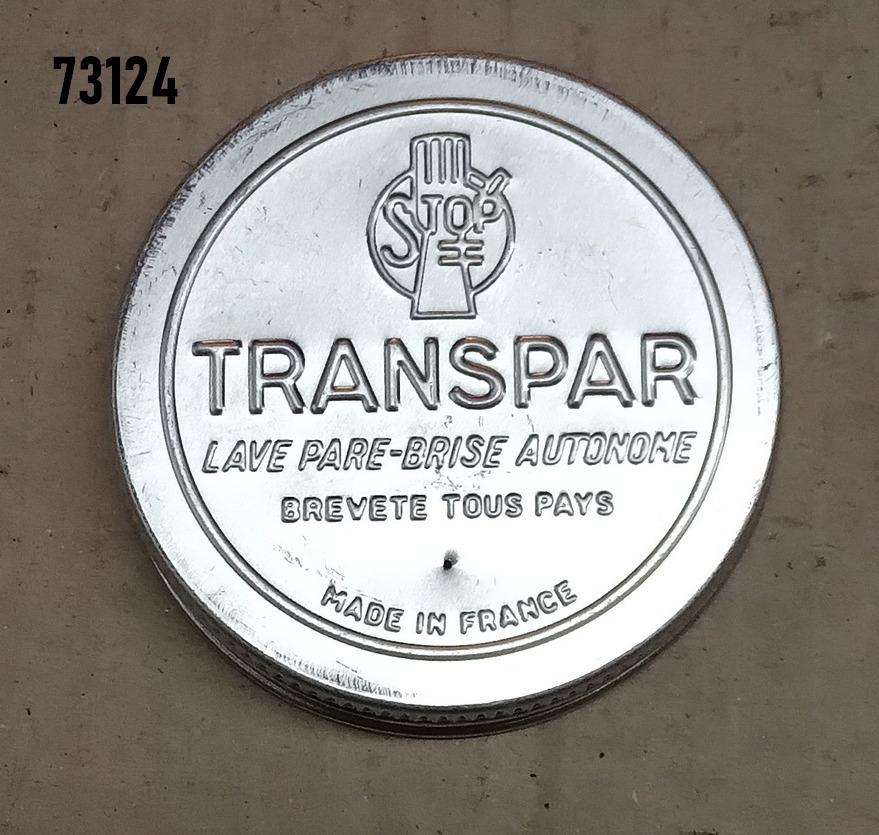 73124
STOP
TRANSPAR
LAVE PARE-BRISE AUTONOME
BREVETE TOUS PAYS
MADE IN FRANCE